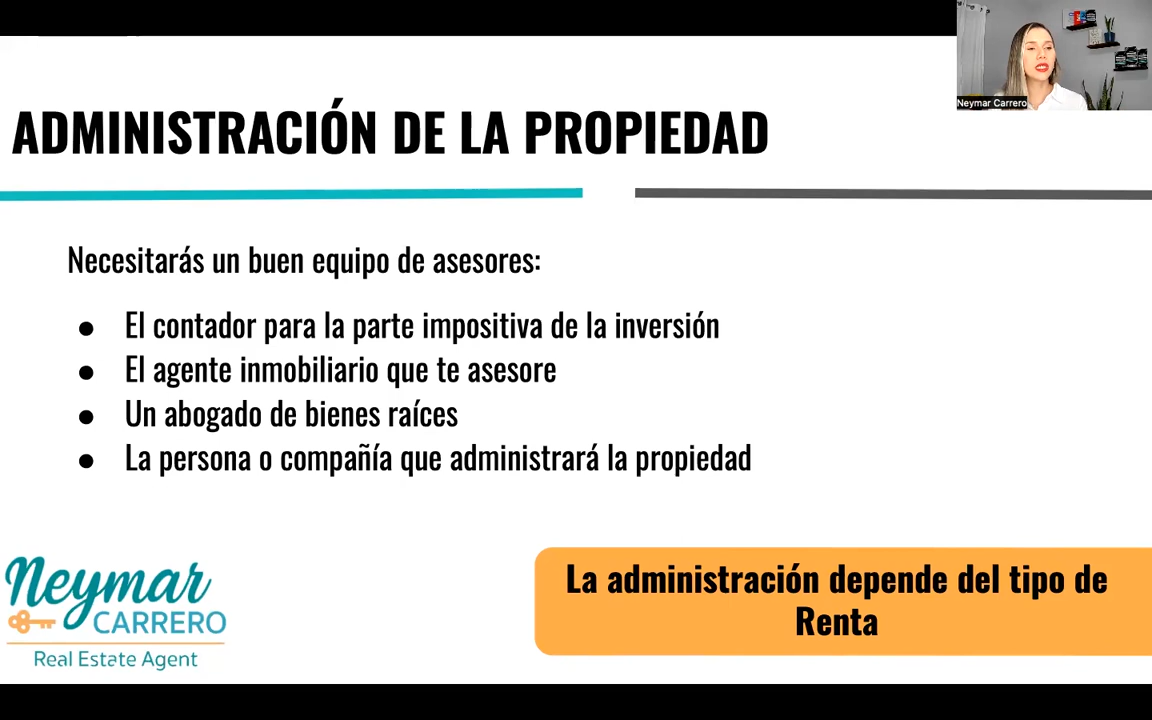 Neymar Carrero
ADMINISTRACIÓN DE LA PROPIEDAD
Necesitarás un buen equipo de asesores:
● El contador para la parte impositiva de la inversión
● El agente inmobiliario que te asesore
● Un abogado de bienes raíces
● La persona o compañía que administrará la propiedad
Neymar
CARRERO
Real Estate Agent
La administración depende del tipo de
Renta